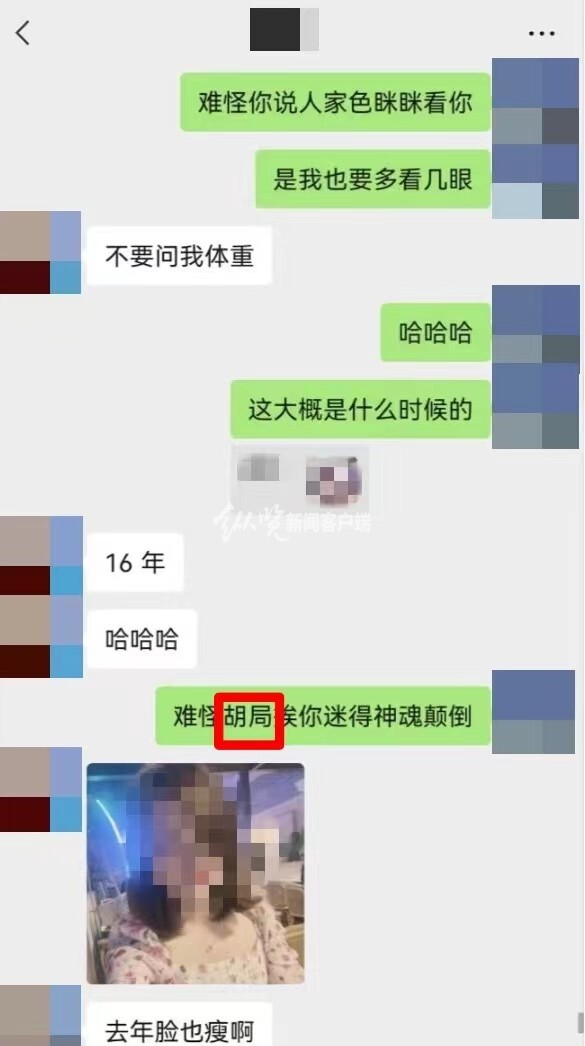 难怪你说人家色眯眯看你
是我也要多看几眼
不要问我体重
哈哈哈
这大概是什么时候的
纵览新闻客户端
16 年
哈哈哈
难怪胡局挨你迷得神魂颠倒
去年脸也瘦啊